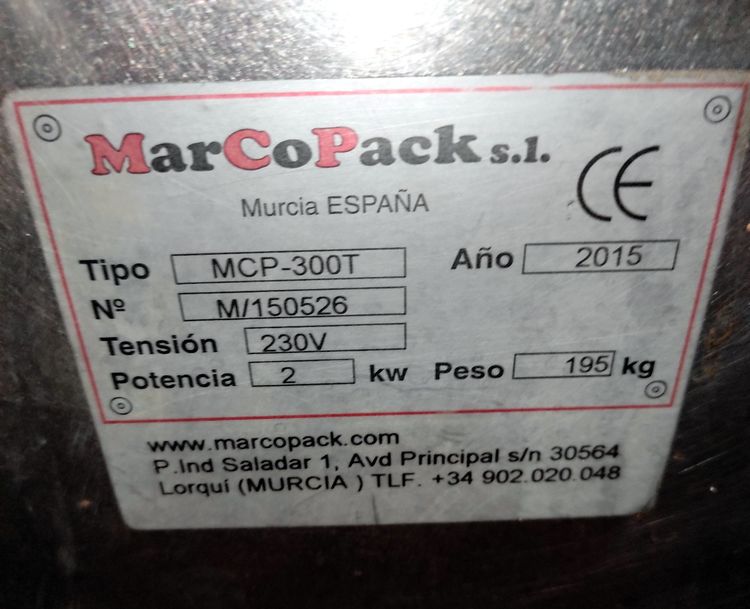 MarCoPack s.l.
Murcia ESPAÑA
CE
Tipo MCP-300T Año 2015
Nº M/150526
Tensión 230V
Potencia 2 kw Peso 195 kg
www.marcopack.com
P.Ind Saladar 1, Avd Principal s/n 30564
Lorquí (MURCIA ) TLF. +34 902.020.048